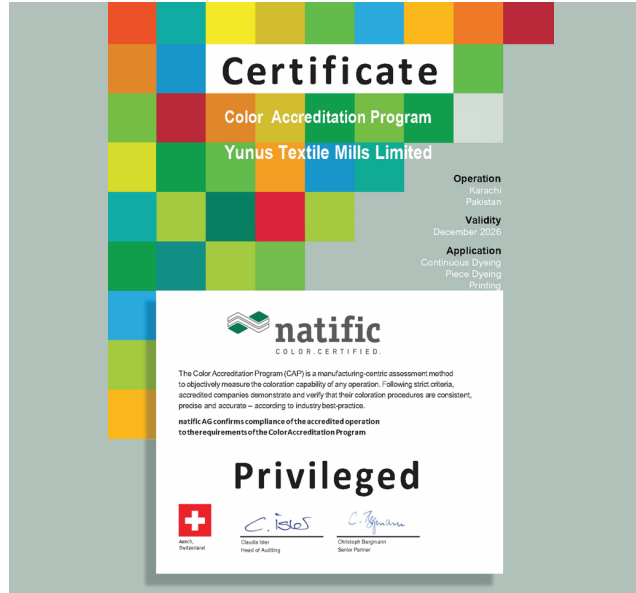 Certificate
Color Accreditation Program
Yunus Textile Mills Limited
Operation
Karachi
Pakistan
Validity
December 2026
Application
Continuous Dyeing
Piece Dyeing
Printing
natific
COLOR.CERTIFIED.
The Color Accreditation Program (CAP) is a manufacturing-centric assessment method
to objectively measure the coloration capability of any operation. Following strict criteria,
accredited companies demonstrate and verify that their coloration procedures are consistent,
precise and accurate – according to industry best-practice.
natific AG confirms compliance of the accredited operation
to the requirements of the Color Accreditation Program
Privileged
C. Isler
C. Bergmann
Aesch,
Switzerland
Claudia Isler
Head of Auditing
Christoph Bergmann
Senior Partner